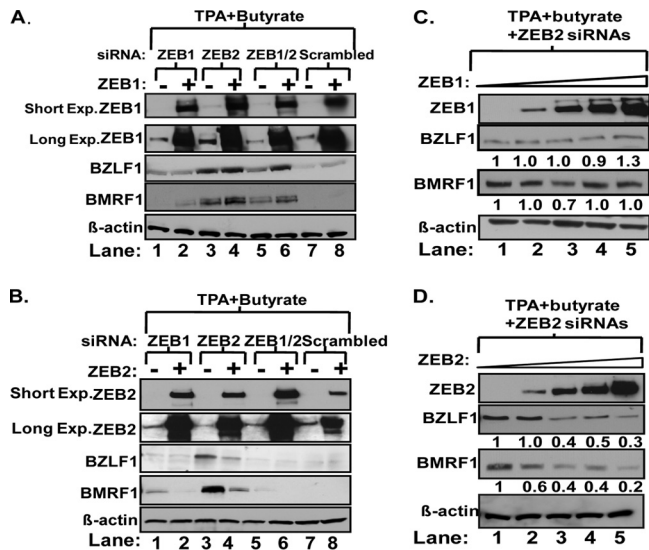 A.
TPA+Butyrate
siRNA: ZEB1 ZEB2 ZEB1/2 Scrambled
ZEB1: - + - + - + - +
Short Exp. ZEB1
Long Exp. ZEB1
BZLF1
BMRF1
ß-actin
Lane: 1 2 3 4 5 6 7 8
B.
TPA+Butyrate
siRNA: ZEB1 ZEB2 ZEB1/2 Scrambled
ZEB2: - + - + - + - +
Short Exp. ZEB2
Long Exp. ZEB2
BZLF1
BMRF1
ß-actin
Lane: 1 2 3 4 5 6 7 8
C.
TPA+butyrate
+ZEB2 siRNAs
ZEB1:
ZEB1
BZLF1
1 1.0 1.0 0.9 1.3
BMRF1
1 1.0 0.7 1.0 1.0
ß-actin
Lane: 1 2 3 4 5
D.
TPA+butyrate
+ZEB2 siRNAs
ZEB2:
ZEB2
BZLF1
1 1.0 0.4 0.5 0.3
BMRF1
1 0.6 0.4 0.4 0.2
ß-actin
Lane: 1 2 3 4 5